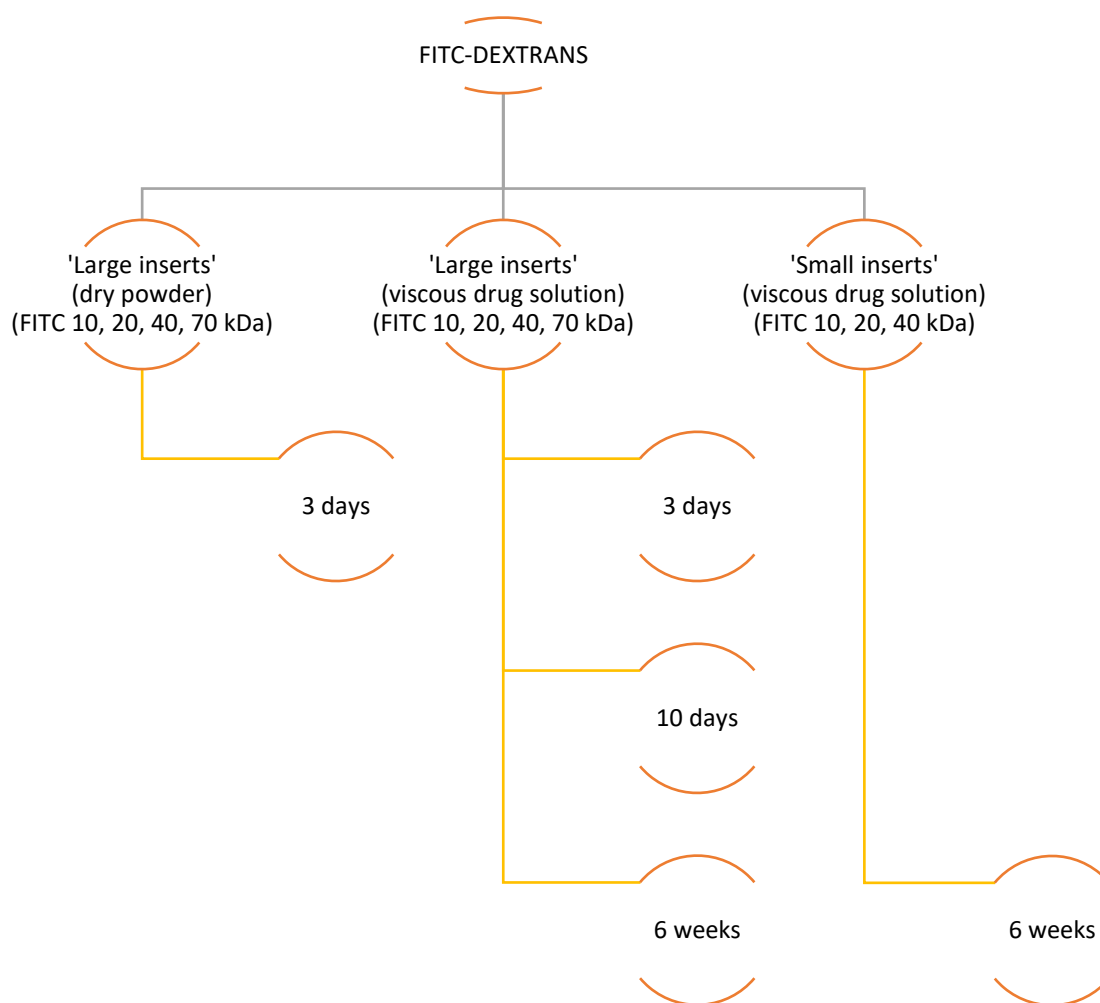 FITC-DEXTRANS
'Large inserts'
(dry powder)
(FITC 10, 20, 40, 70 kDa)
'Large inserts'
(viscous drug solution)
(FITC 10, 20, 40, 70 kDa)
'Small inserts'
(viscous drug solution)
(FITC 10, 20, 40 kDa)
3 days
3 days
10 days
6 weeks
6 weeks